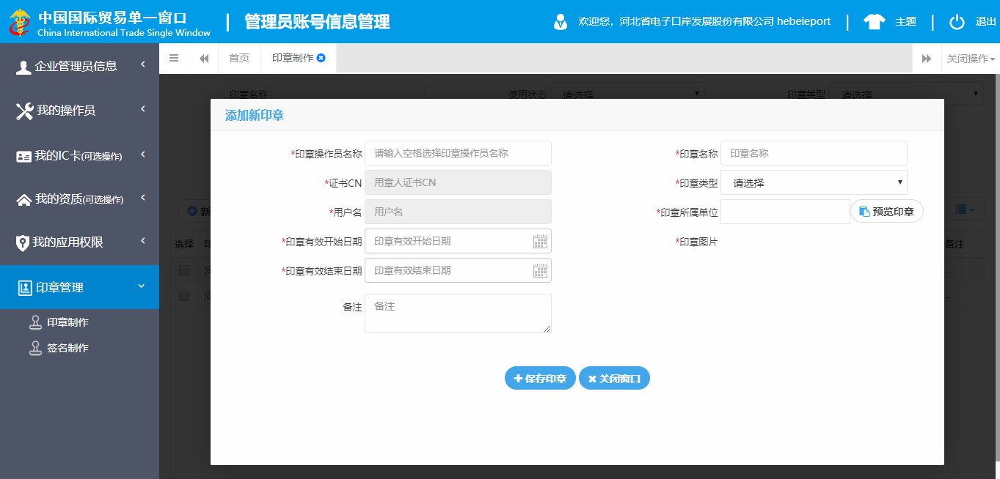 中国国际贸易单一窗口
China International Trade Single Window
管理员账号信息管理
欢迎您，河北省电子口岸发展股份有限公司 hebeieport
主题
退出
企业管理员信息
我的操作员
我的IC卡(可选操作)
我的资质(可选操作)
我的应用权限
印章管理
印章制作
签名制作
首页
印章制作
关闭操作
印章名称
使用状态
请选择
印章类型
请选择
添加新印章
*印章操作员名称
请输入空格选择印章操作员名称
*印章名称
印章名称
*证书CN
用章人证书CN
*印章类型
请选择
*用户名
用户名
*印章所属单位
预览印章
*印章有效开始日期
印章有效开始日期
*印章图片
*印章有效结束日期
印章有效结束日期
备注
备注
保存印章
关闭窗口
新
选择
备注
-
-